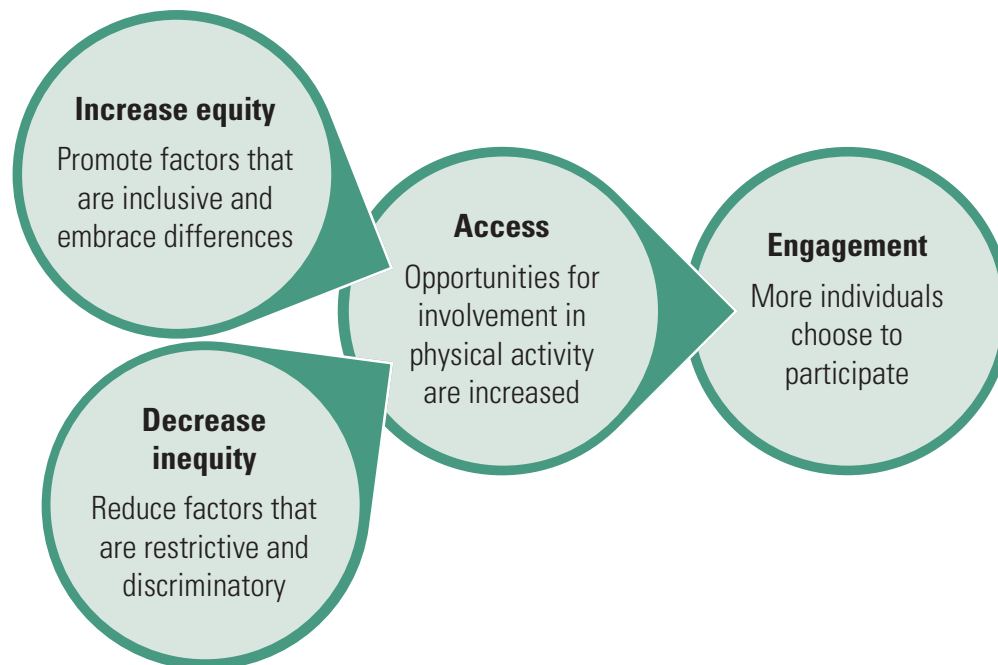 Increase equity
Promote factors that
are inclusive and
embrace differences
Decrease
inequity
Reduce factors that
are restrictive and
discriminatory
Access
Opportunities for
involvement in
physical activity
are increased
Engagement
More individuals
choose to
participate